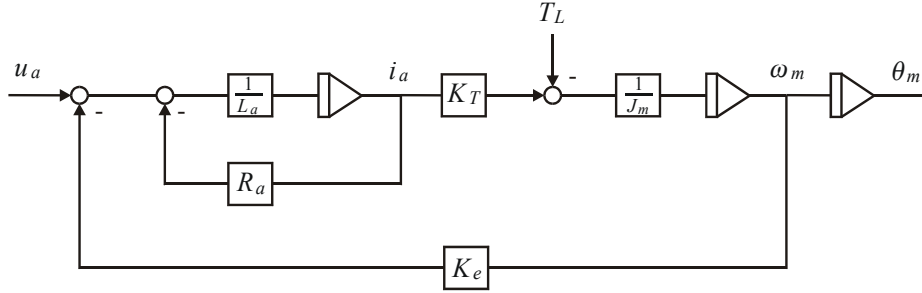 T_L
u_a
-
-
1/L_a
i_a
K_T
-
1/J_m
ω_m
θ_m
R_a
K_e